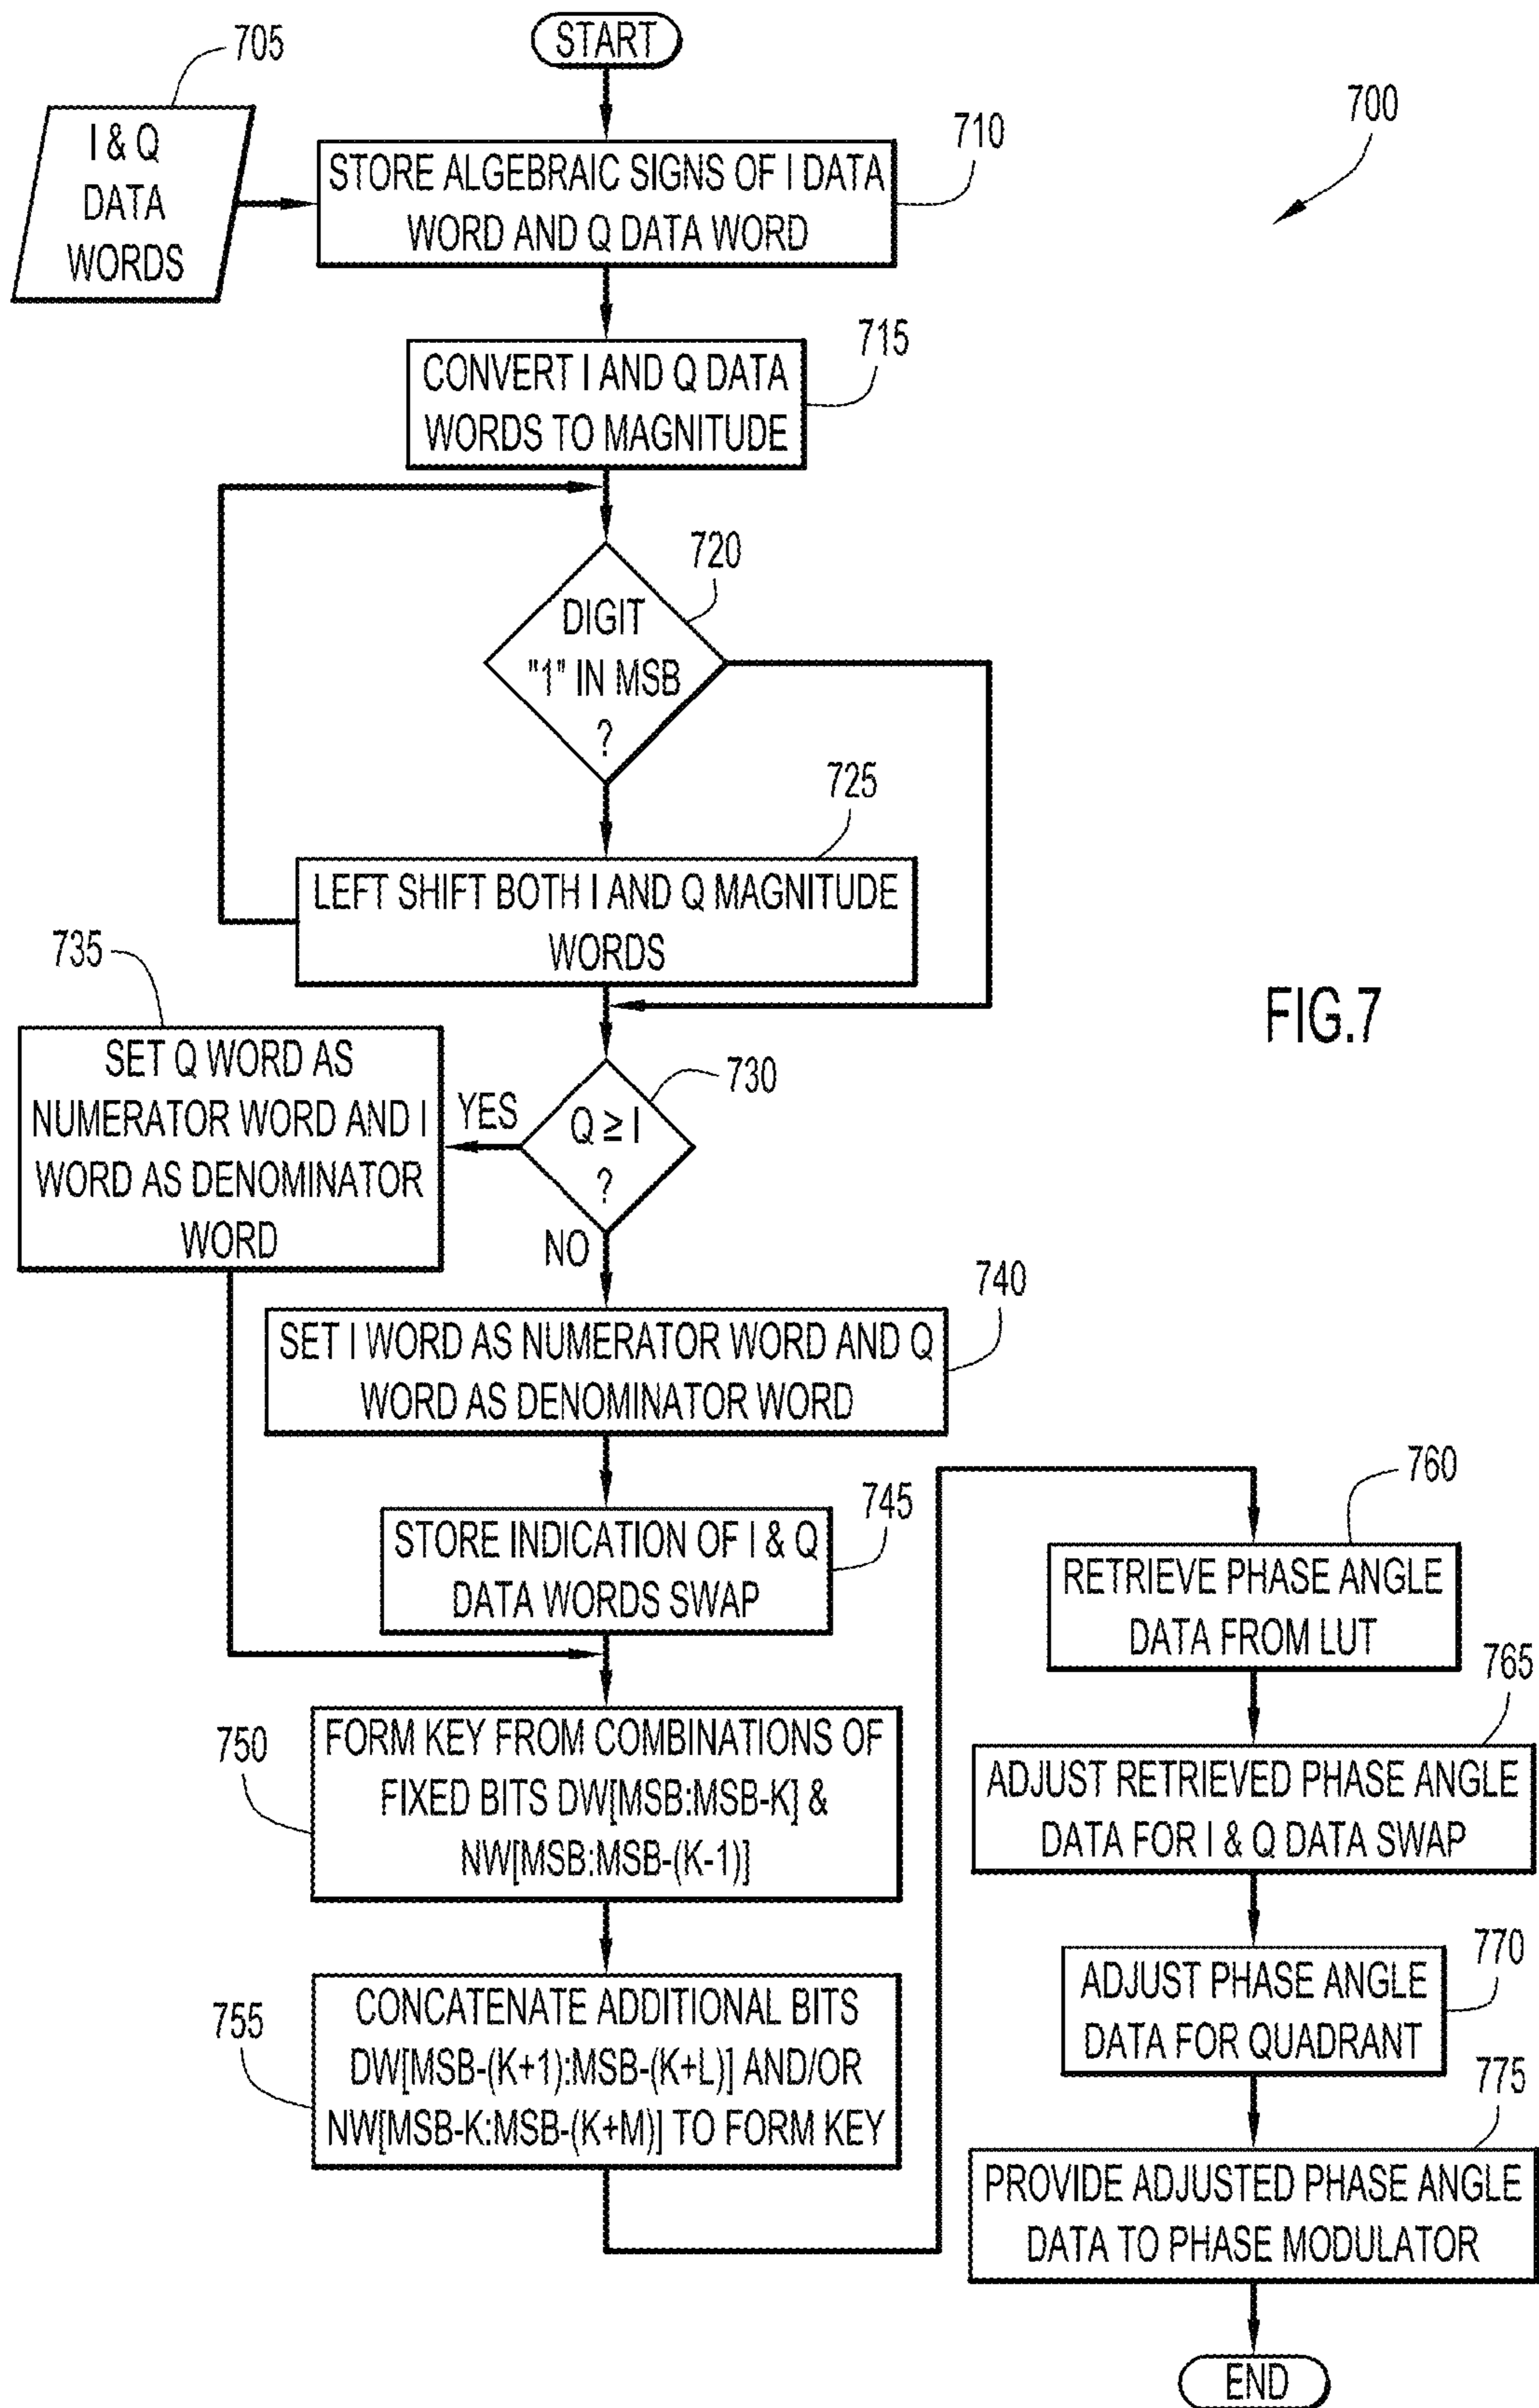 START
705
I & Q
DATA
WORDS
700
710
STORE ALGEBRAIC SIGNS OF I DATA
WORD AND Q DATA WORD
715
CONVERT I AND Q DATA
WORDS TO MAGNITUDE
720
DIGIT
"1" IN MSB
?
725
LEFT SHIFT BOTH I AND Q MAGNITUDE
WORDS
FIG.7
730
Q ≥ I
?
YES
NO
735
SET Q WORD AS
NUMERATOR WORD AND I
WORD AS DENOMINATOR
WORD
740
SET I WORD AS NUMERATOR WORD AND Q
WORD AS DENOMINATOR WORD
745
STORE INDICATION OF I & Q
DATA WORDS SWAP
750
FORM KEY FROM COMBINATIONS OF
FIXED BITS DW[MSB:MSB-K] &
NW[MSB:MSB-(K-1)]
755
CONCATENATE ADDITIONAL BITS
DW[MSB-(K+1):MSB-(K+L)] AND/OR
NW[MSB-K:MSB-(K+M)] TO FORM KEY
760
RETRIEVE PHASE ANGLE
DATA FROM LUT
765
ADJUST RETRIEVED PHASE ANGLE
DATA FOR I & Q DATA SWAP
770
ADJUST PHASE ANGLE
DATA FOR QUADRANT
775
PROVIDE ADJUSTED PHASE ANGLE
DATA TO PHASE MODULATOR
END